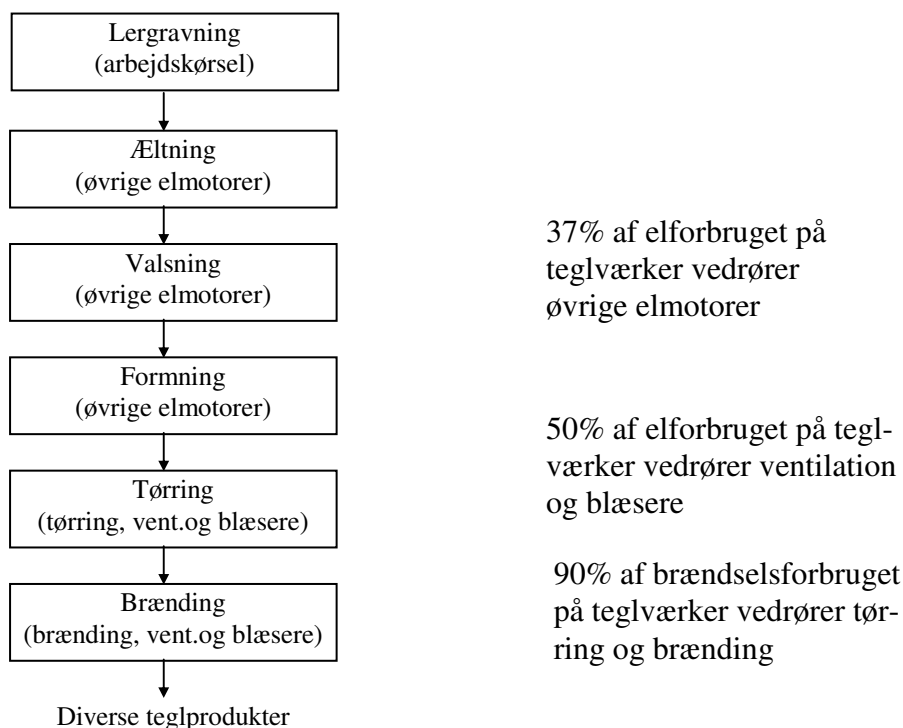 Lergravning
(arbejdskørsel)
Æltning
(øvrige elmotorer)
Valsning
(øvrige elmotorer)
Formning
(øvrige elmotorer)
Tørring
(tørring, vent.og blæsere)
Brænding
(brænding, vent.og blæsere)
Diverse teglprodukter
37% af elforbruget på
teglværker vedrører
øvrige elmotorer
50% af elforbruget på tegl-
værker vedrører ventilation
og blæsere
90% af brændselsforbruget
på teglværker vedrører tør-
ring og brænding